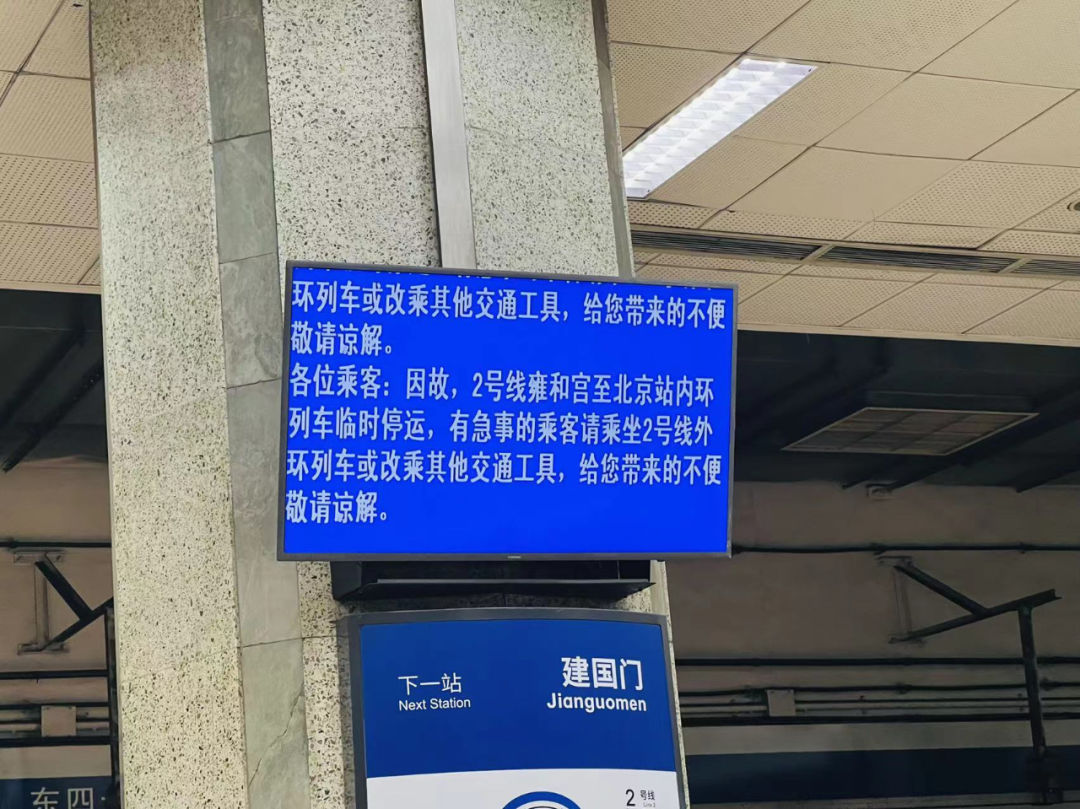 环列车或改乘其他交通工具，给您带来的不便
敬请谅解。
各位乘客：因故，2号线雍和宫至北京站内环
列车临时停运，有急事的乘客请乘坐2号线外
环列车或改乘其他交通工具，给您带来的不便
敬请谅解。
下一站
Next Station
建国门
Jianguomen
2 号线
Line 2
东四